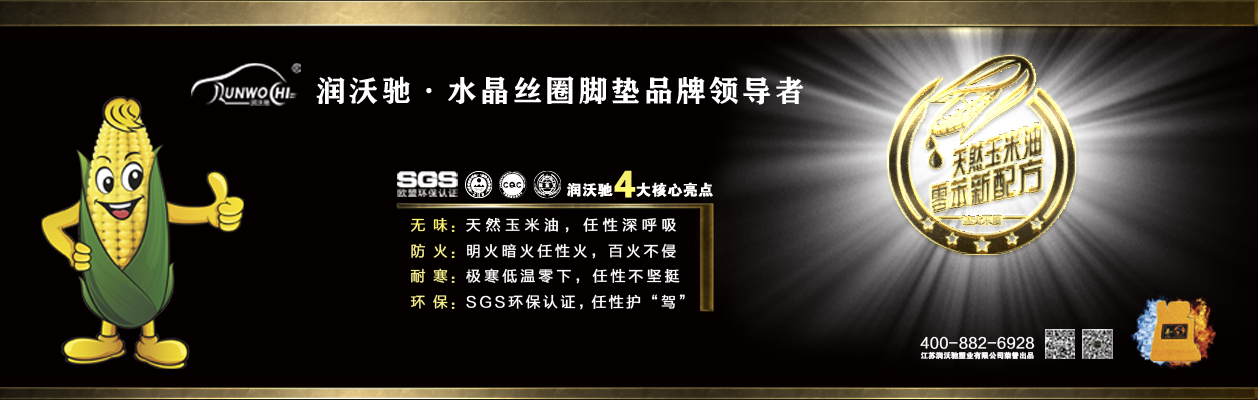 RUNWOCHI
润沃驰
润沃驰·水晶丝圈脚垫品牌领导者
SGS
欧盟环保认证
CQC
润沃驰4大核心亮点
无味：天然玉米油，任性深呼吸
防火：明火暗火任性火，百火不侵
耐寒：极寒低温零下，任性不坚挺
环保：SGS环保认证，任性护“驾”
天然玉米油
零苯新配方
400-882-6928
江苏润沃驰塑业有限公司荣誉出品